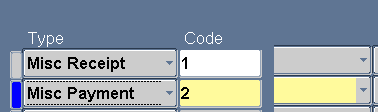 Type Code
Misc Receipt 1
Misc Payment 2